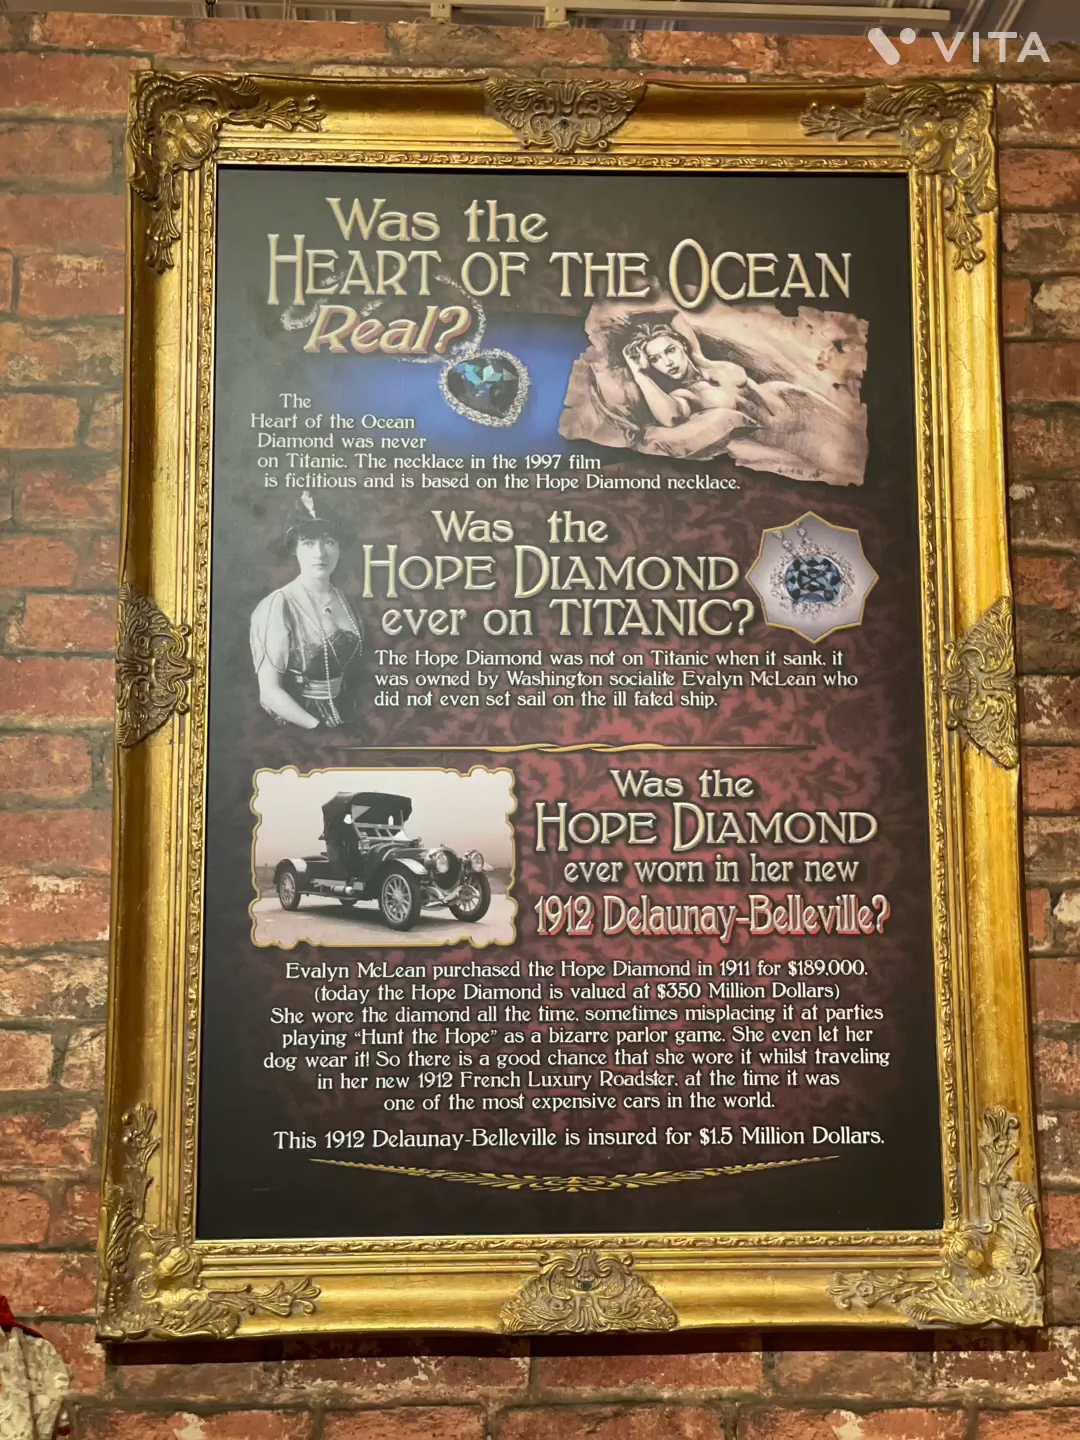 VITA
Was the
HEART OF THE OCEAN
Real?
The
Heart of the Ocean
Diamond was never
on Titanic. The necklace in the 1997 film
is fictitious and is based on the Hope Diamond necklace.
Was the
HOPE DIAMOND
ever on TITANIC?
The Hope Diamond was not on Titanic when it sank, it
was owned by Washington socialite Evalyn McLean who
did not even set sail on the ill fated ship.
Was the
HOPE DIAMOND
ever worn in her new
1912 Delaunay-Belleville?
Evalyn McLean purchased the Hope Diamond in 1911 for $189,000.
(today the Hope Diamond is valued at $350 Million Dollars)
She wore the diamond all the time, sometimes misplacing it at parties
playing “Hunt the Hope” as a bizarre parlor game. She even let her
dog wear it! So there is a good chance that she wore it whilst traveling
in her new 1912 French Luxury Roadster, at the time it was
one of the most expensive cars in the world.
This 1912 Delaunay-Belleville is insured for $1.5 Million Dollars.